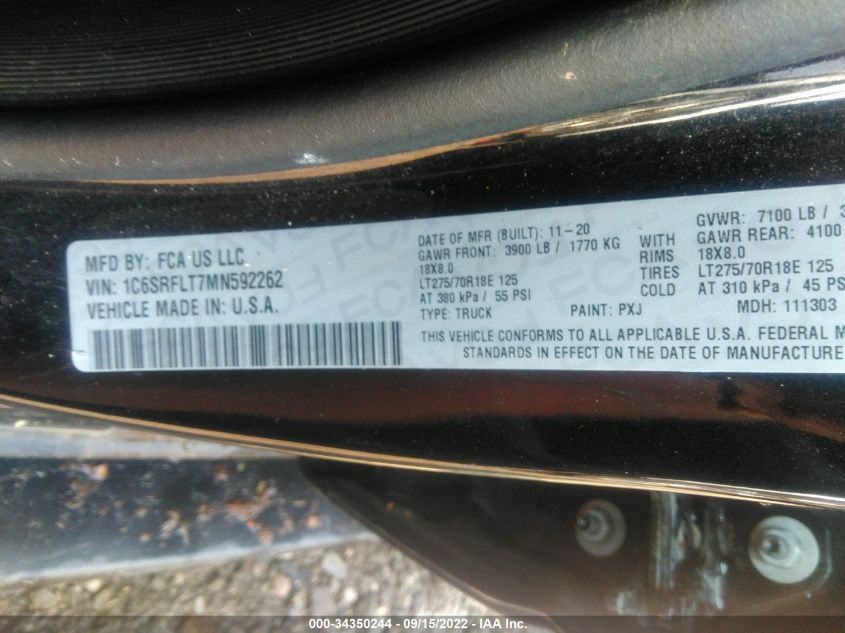 MFD BY: FCA US LLC
VIN: 1C6SRFLT7MN592262
VEHICLE MADE IN: U.S.A.
DATE OF MFR (BUILT): 11-20
GAWR FRONT: 3900 LB / 1770 KG
18X8.0
LT275/70R18E 125
AT 380 kPa / 55 PSI
TYPE: TRUCK
WITH
RIMS
TIRES
COLD
GVWR: 7100 LB / 3
GAWR REAR: 4100
18X8.0
LT275/70R18E 125
AT 310 kPa / 45 PSI
PAINT: PXJ
MDH: 111303
THIS VEHICLE CONFORMS TO ALL APPLICABLE U.S.A. FEDERAL M
STANDARDS IN EFFECT ON THE DATE OF MANUFACTURE
000-34350244 - 09/15/2022 - IAA Inc.